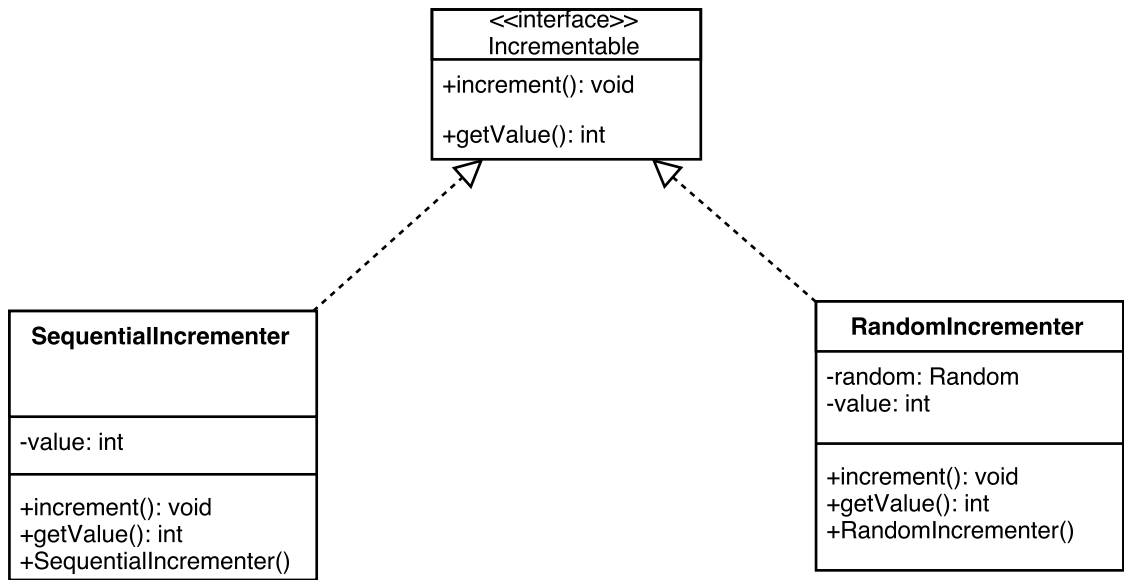 <<interface>>
Incrementable
+increment(): void
+getValue(): int
SequentialIncrementer
-value: int
+increment(): void
+getValue(): int
+SequentialIncrementer()
RandomIncrementer
-random: Random
-value: int
+increment(): void
+getValue(): int
+RandomIncrementer()